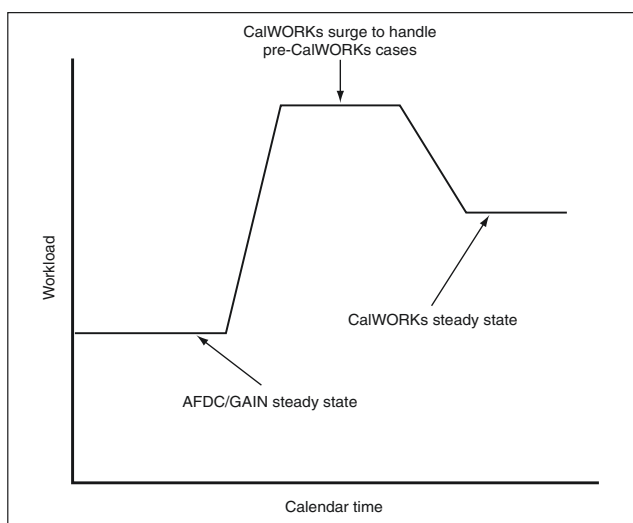 CalWORKs surge to handle
pre-CalWORKs cases
Workload
CalWORKs steady state
AFDC/GAIN steady state
Calendar time